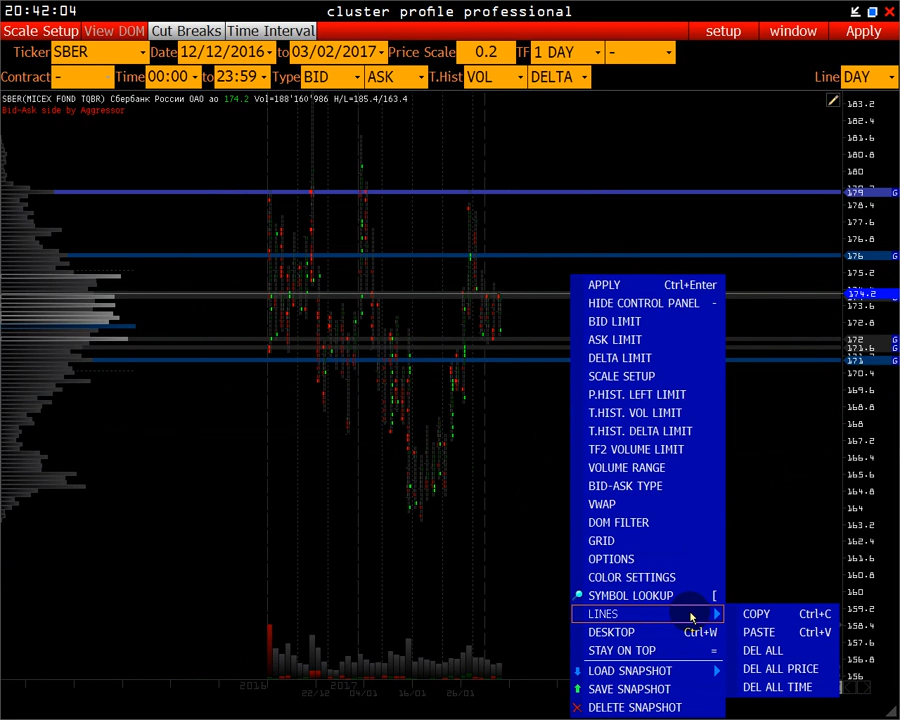 20:42:04 cluster profile professional
Scale Setup View DOM Cut Breaks Time Interval setup window Apply
Ticker SBER Date 12/12/2016 to 03/02/2017 Price Scale 0.2 TF 1 DAY -
Contract - Time 00:00 to 23:59 Type BID ASK T.Hist VOL DELTA Line DAY
SBER(MICEX FOND TQBR) Сбербанк России ОАО ао 174.2 Vol=188'160'986 H/L=185.4/163.4
Bid-Ask side by Aggressor
183.2
182.4
181.6
180.8
180
179 G
178.4
177.6
176.8
176 G
175.2
174.2
172.8
172 G
171.6 G
171 G
170.4
169.6
168.8
168
167.2
166.4
165.6
164.8
164
163.2
162.4
161.6
160.8
160
159.2
158.4
157.6
156.8
156
APPLY Ctrl+Enter
HIDE CONTROL PANEL -
BID LIMIT
ASK LIMIT
DELTA LIMIT
SCALE SETUP
P.HIST. LEFT LIMIT
T.HIST. VOL LIMIT
T.HIST. DELTA LIMIT
TF2 VOLUME LIMIT
VOLUME RANGE
BID-ASK TYPE
VWAP
DOM FILTER
GRID
OPTIONS
COLOR SETTINGS
SYMBOL LOOKUP [
LINES
DESKTOP Ctrl+W
STAY ON TOP =
LOAD SNAPSHOT
SAVE SNAPSHOT
DELETE SNAPSHOT
COPY Ctrl+C
PASTE Ctrl+V
DEL ALL
DEL ALL PRICE
DEL ALL TIME
2016 2017
22/12 04/01 16/01 26/01